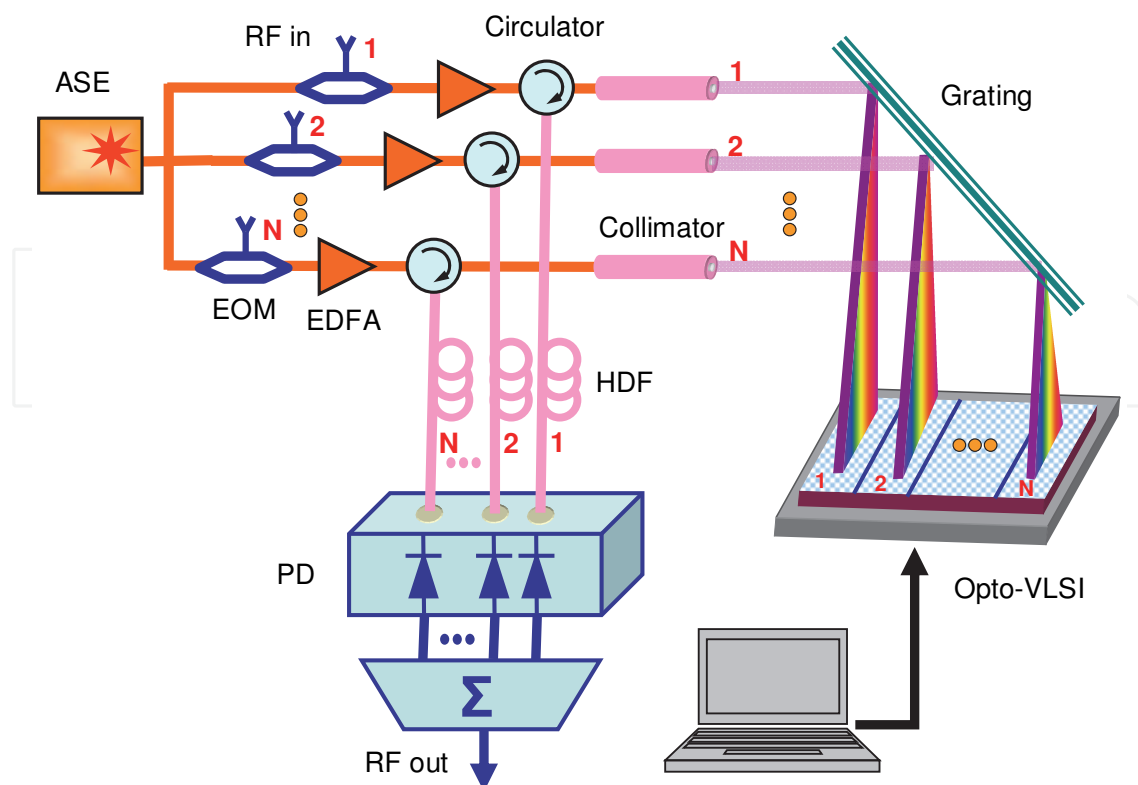 RF in
Circulator
ASE
1
1
Grating
2
2
N
Collimator
N
EOM
EDFA
HDF
N
2
1
1
2
N
PD
Opto-VLSI
Σ
RF out